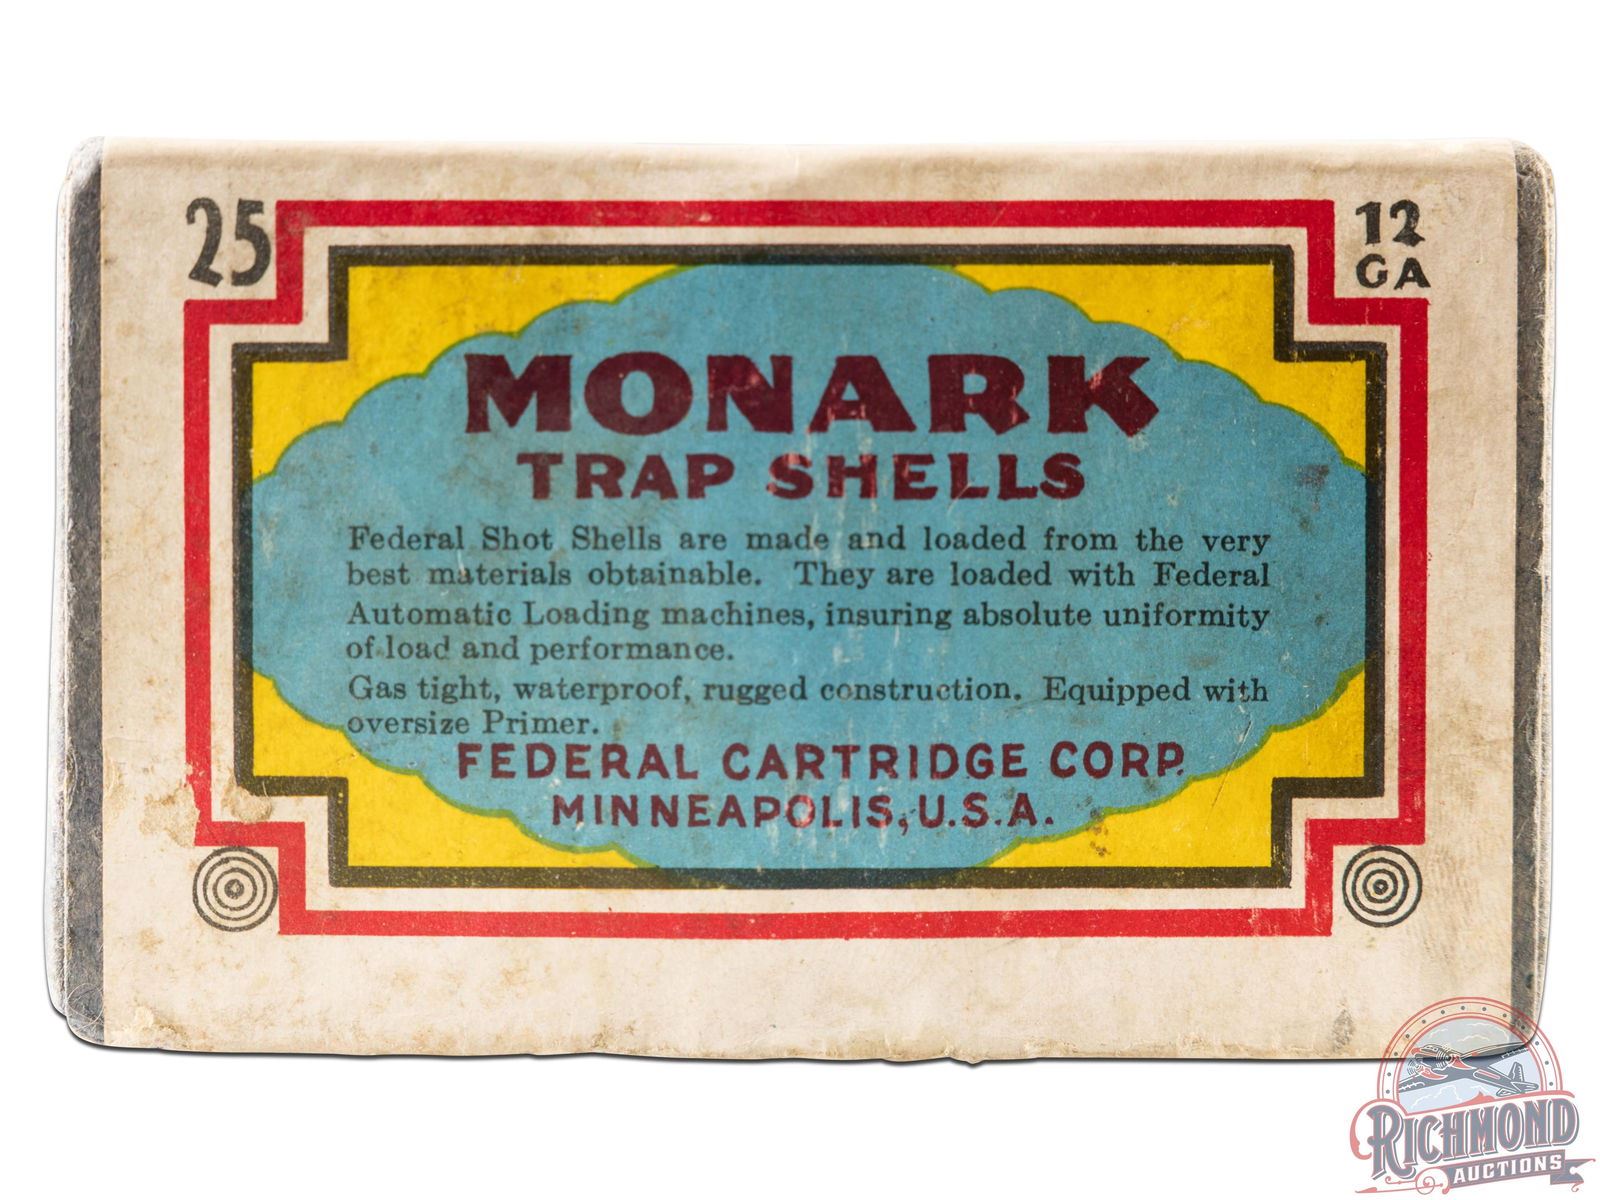 25
12
GA
MONARK
TRAP SHELLS
Federal Shot Shells are made and loaded from the very
best materials obtainable. They are loaded with Federal
Automatic Loading machines, insuring absolute uniformity
of load and performance.
Gas tight, waterproof, rugged construction. Equipped with
oversize Primer.
FEDERAL CARTRIDGE CORP.
MINNEAPOLIS, U.S.A.
RICHMOND
AUCTIONS